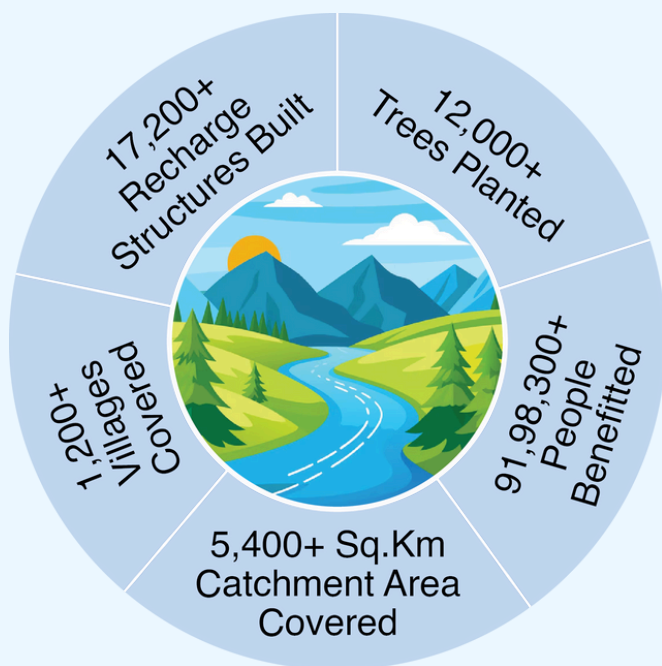 17,200+
Recharge
Structures Built
12,000+
Trees Planted
91,98,300+
People
Benefitted
5,400+ Sq.Km
Catchment Area
Covered
1,200+
Villages
Covered